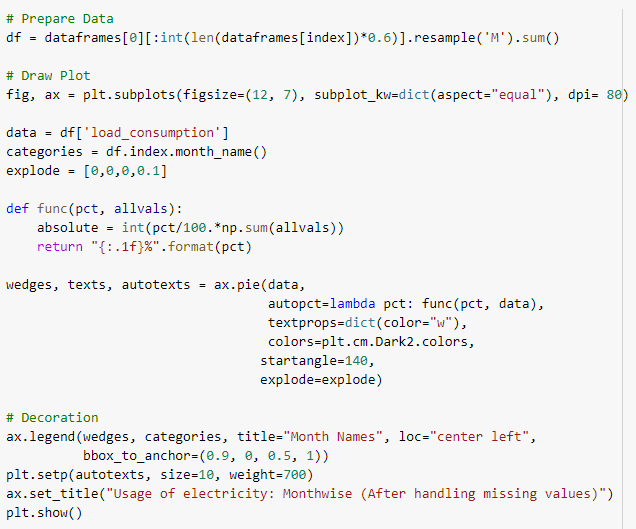 # Prepare Data
df = dataframes[0][:int(len(dataframes[index])*0.6)].resample('M').sum()
# Draw Plot
fig, ax = plt.subplots(figsize=(12, 7), subplot_kw=dict(aspect="equal"), dpi= 80)
data = df['load_consumption']
categories = df.index.month_name()
explode = [0,0,0,0.1]
def func(pct, allvals):
    absolute = int(pct/100.*np.sum(allvals))
    return "{:.1f}%".format(pct)
wedges, texts, autotexts = ax.pie(data,
                                  autopct=lambda pct: func(pct, data),
                                  textprops=dict(color="w"),
                                  colors=plt.cm.Dark2.colors,
                                 startangle=140,
                                 explode=explode)
# Decoration
ax.legend(wedges, categories, title="Month Names", loc="center left",
          bbox_to_anchor=(0.9, 0, 0.5, 1))
plt.setp(autotexts, size=10, weight=700)
ax.set_title("Usage of electricity: Monthwise (After handling missing values)")
plt.show()